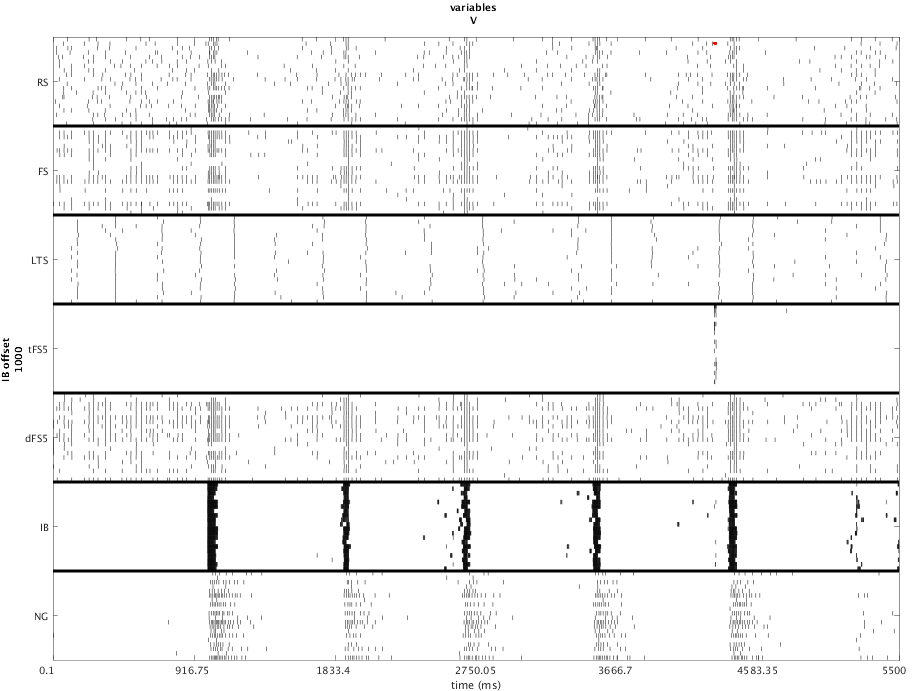 variables
V
RS
FS
LTS
tFS5
dFS5
IB
NG
IB offset
1000
0.1
916.75
1833.4
2750.05
3666.7
4583.35
5500
time (ms)